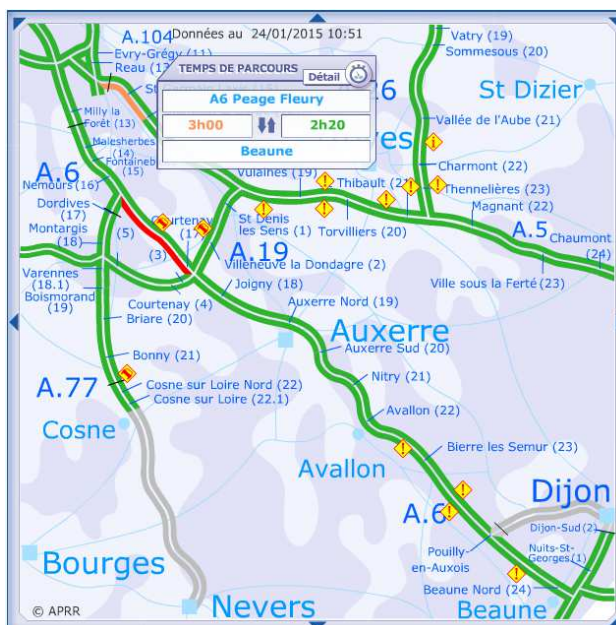 Données au 24/01/2015 10:51
A.104
Evry-Grégy (11)
Reau (1
TEMPS DE PARCOURS
Détail
A6 Peage Fleury
3h00
2h20
Beaune
Vatry (19)
Sommesous (20)
St Dizier
26
Vallée de l'Aube (21)
Milly la
Forêt (13)
Malesherbes
(14)
Fontaineb
(15)
A.6
Nemours (16)
yes
Charmont (22)
Vulaines (19)
Thibault (2
Thennelières (23)
Magnant (22)
Dordives
(17)
Montargis
(18)
(5)
Courtenay
(17)
(3)
St Denis
les Sens (1)
Torvilliers (20)
A.5
Chaumont
(24)
A.19
Villeneuve la Dondagre (2)
Ville sous la Ferté (23)
Varennes
(18.1)
Boismorand
(19)
Courtenay (4)
Joigny (18)
Briare (20)
Auxerre Nord (19)
Auxerre
Auxerre Sud (20)
Bonny (21)
Nitry (21)
A.77
Cosne sur Loire Nord (22)
Cosne sur Loire (22.1)
Avallon (22)
Cosne
Avallon
Bierre les Semur (23)
Dijon
A.6
Dijon-Sud (2)
Pouilly
en-Auxois
Nuits-St-
Georges (1)
Bourges
Beaune Nord (24)
Beaune
Nevers
© APRR